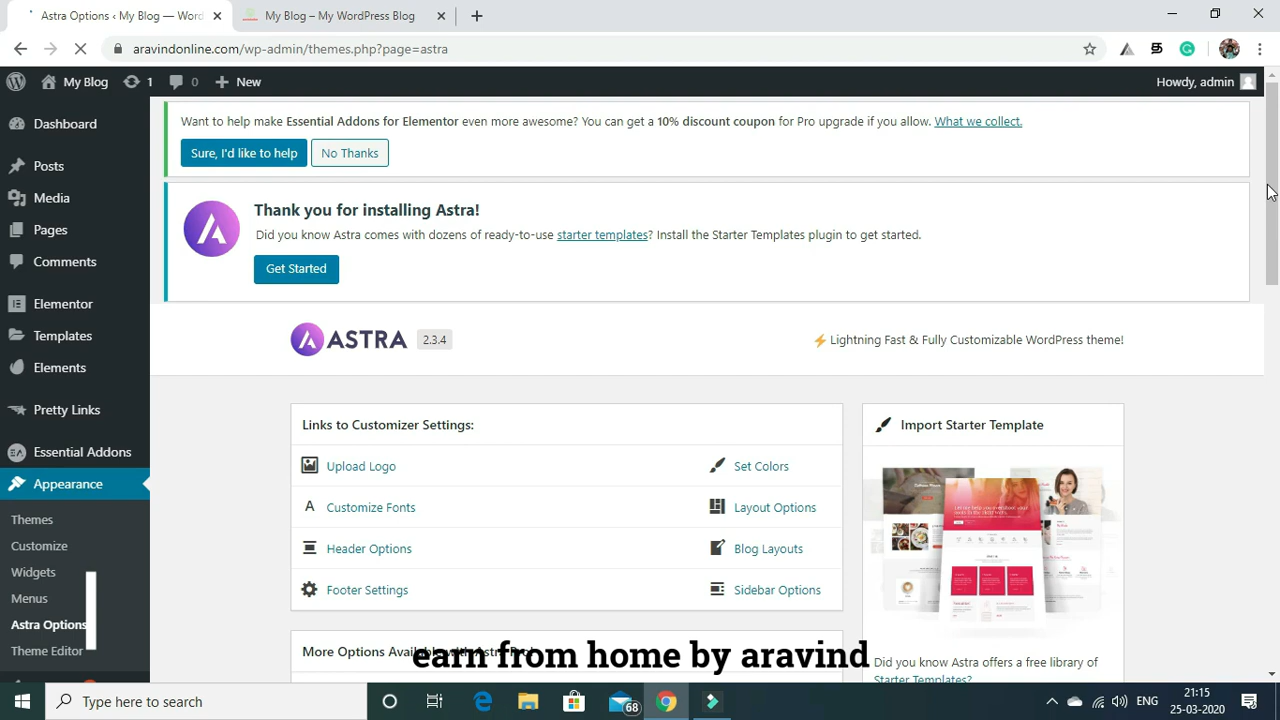 Astra Options ‹ My Blog — Word
My Blog – My WordPress Blog
aravindonline.com/wp-admin/themes.php?page=astra
My Blog
1
0
New
Howdy, admin
Dashboard
Posts
Media
Pages
Comments
Elementor
Templates
Elements
Pretty Links
Essential Addons
Appearance
Themes
Customize
Widgets
Menus
Astra Options
Theme Editor
Want to help make Essential Addons for Elementor even more awesome? You can get a 10% discount coupon for Pro upgrade if you allow. What we collect.
Sure, I'd like to help
No Thanks
Thank you for installing Astra!
Did you know Astra comes with dozens of ready-to-use starter templates? Install the Starter Templates plugin to get started.
Get Started
ASTRA 2.3.4
Lightning Fast & Fully Customizable WordPress theme!
Links to Customizer Settings:
Upload Logo
Set Colors
Customize Fonts
Layout Options
Header Options
Blog Layouts
Footer Settings
Sidebar Options
More Options Available with Astra Pro!
Import Starter Template
Did you know Astra offers a free library of
Starter Templates?
earn from home by aravind
Type here to search
68
ENG
21:15
25-03-2020